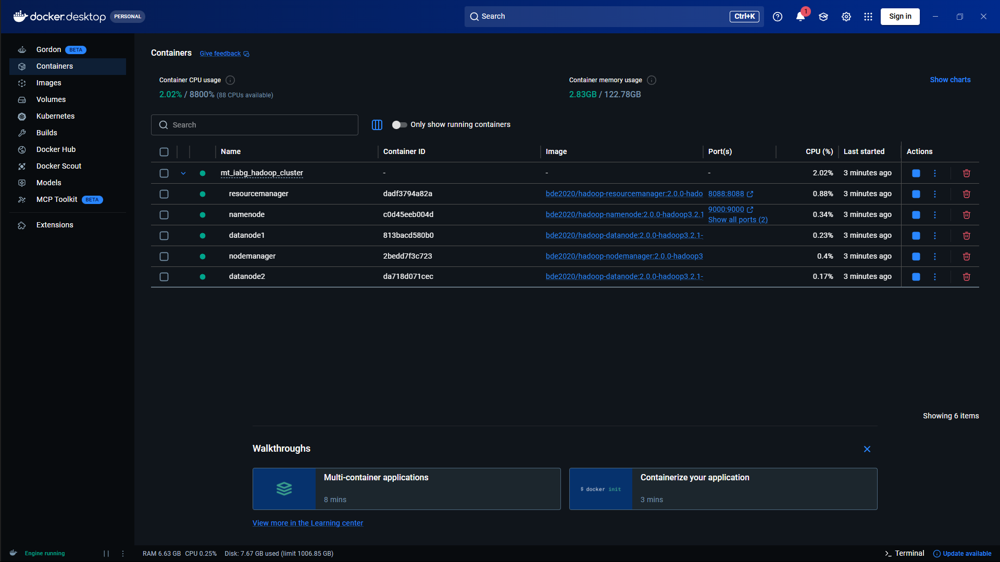 docker desktop PERSONAL
Search Ctrl+K
1
Sign in
Gordon BETA
Containers
Images
Volumes
Kubernetes
Builds
Docker Hub
Docker Scout
Models
MCP Toolkit BETA
Extensions
Containers Give feedback
Container CPU usage
2.02% / 8800% (88 CPUs available)
Container memory usage
2.83GB / 122.78GB
Show charts
Search
Only show running containers
Name Container ID Image Port(s) CPU (%) Last started Actions
mt_iabg_hadoop_cluster - - - 2.02% 3 minutes ago
resourcemanager dadf3794a82a bde2020/hadoop-resourcemanager:2.0.0-hado 8088:8088 0.88% 3 minutes ago
namenode c0d45eeb004d bde2020/hadoop-namenode:2.0.0-hadoop3.2.1 9000:9000 0.34% 3 minutes ago
Show all ports (2)
datanode1 813bacd580b0 bde2020/hadoop-datanode:2.0.0-hadoop3.2.1- 0.23% 3 minutes ago
nodemanager 2bedd7f3c723 bde2020/hadoop-nodemanager:2.0.0-hadoop3 0.4% 3 minutes ago
datanode2 da718d071cec bde2020/hadoop-datanode:2.0.0-hadoop3.2.1- 0.17% 3 minutes ago
Showing 6 items
Walkthroughs
Multi-container applications
8 mins
$ docker init
Containerize your application
3 mins
View more in the Learning center
Engine running
RAM 6.63 GB CPU 0.25% Disk: 7.67 GB used (limit 1006.85 GB)
Terminal
Update available